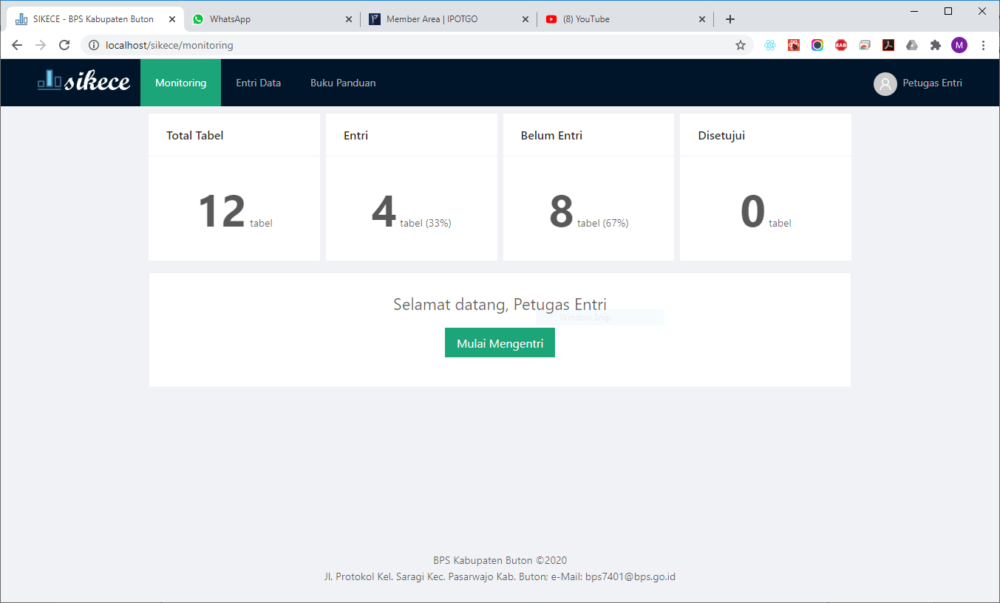 SIKECE - BPS Kabupaten Buton
WhatsApp
Member Area | IPOTGO
(8) YouTube
localhost/sikece/monitoring
EAB
M
sikece
Monitoring
Entri Data
Buku Panduan
Petugas Entri
Total Tabel
Entri
Belum Entri
Disetujui
12 tabel
4 tabel (33%)
8 tabel (67%)
0 tabel
Selamat datang, Petugas Entri
Window Snip
Mulai Mengentri
BPS Kabupaten Buton ©2020
Jl. Protokol Kel. Saragi Kec. Pasarwajo Kab. Buton; e-Mail: bps7401@bps.go.id